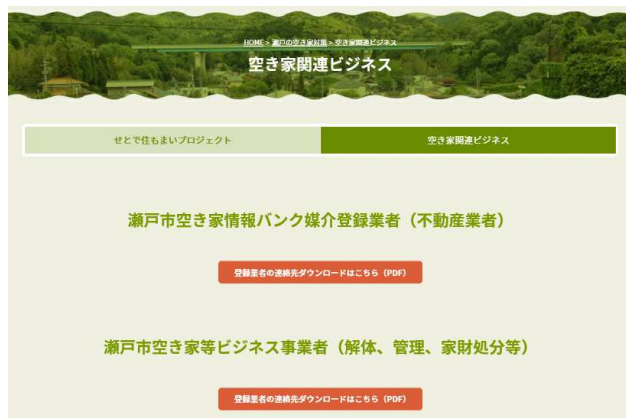 HOME > 瀬戸の空き家対策 > 空き家関連ビジネス
空き家関連ビジネス
せとで住もまいプロジェクト
空き家関連ビジネス
瀬戸市空き家情報バンク媒介登録業者（不動産業者）
登録業者の連絡先ダウンロードはこちら（PDF）
瀬戸市空き家等ビジネス事業者（解体、管理、家財処分等）
登録業者の連絡先ダウンロードはこちら（PDF）